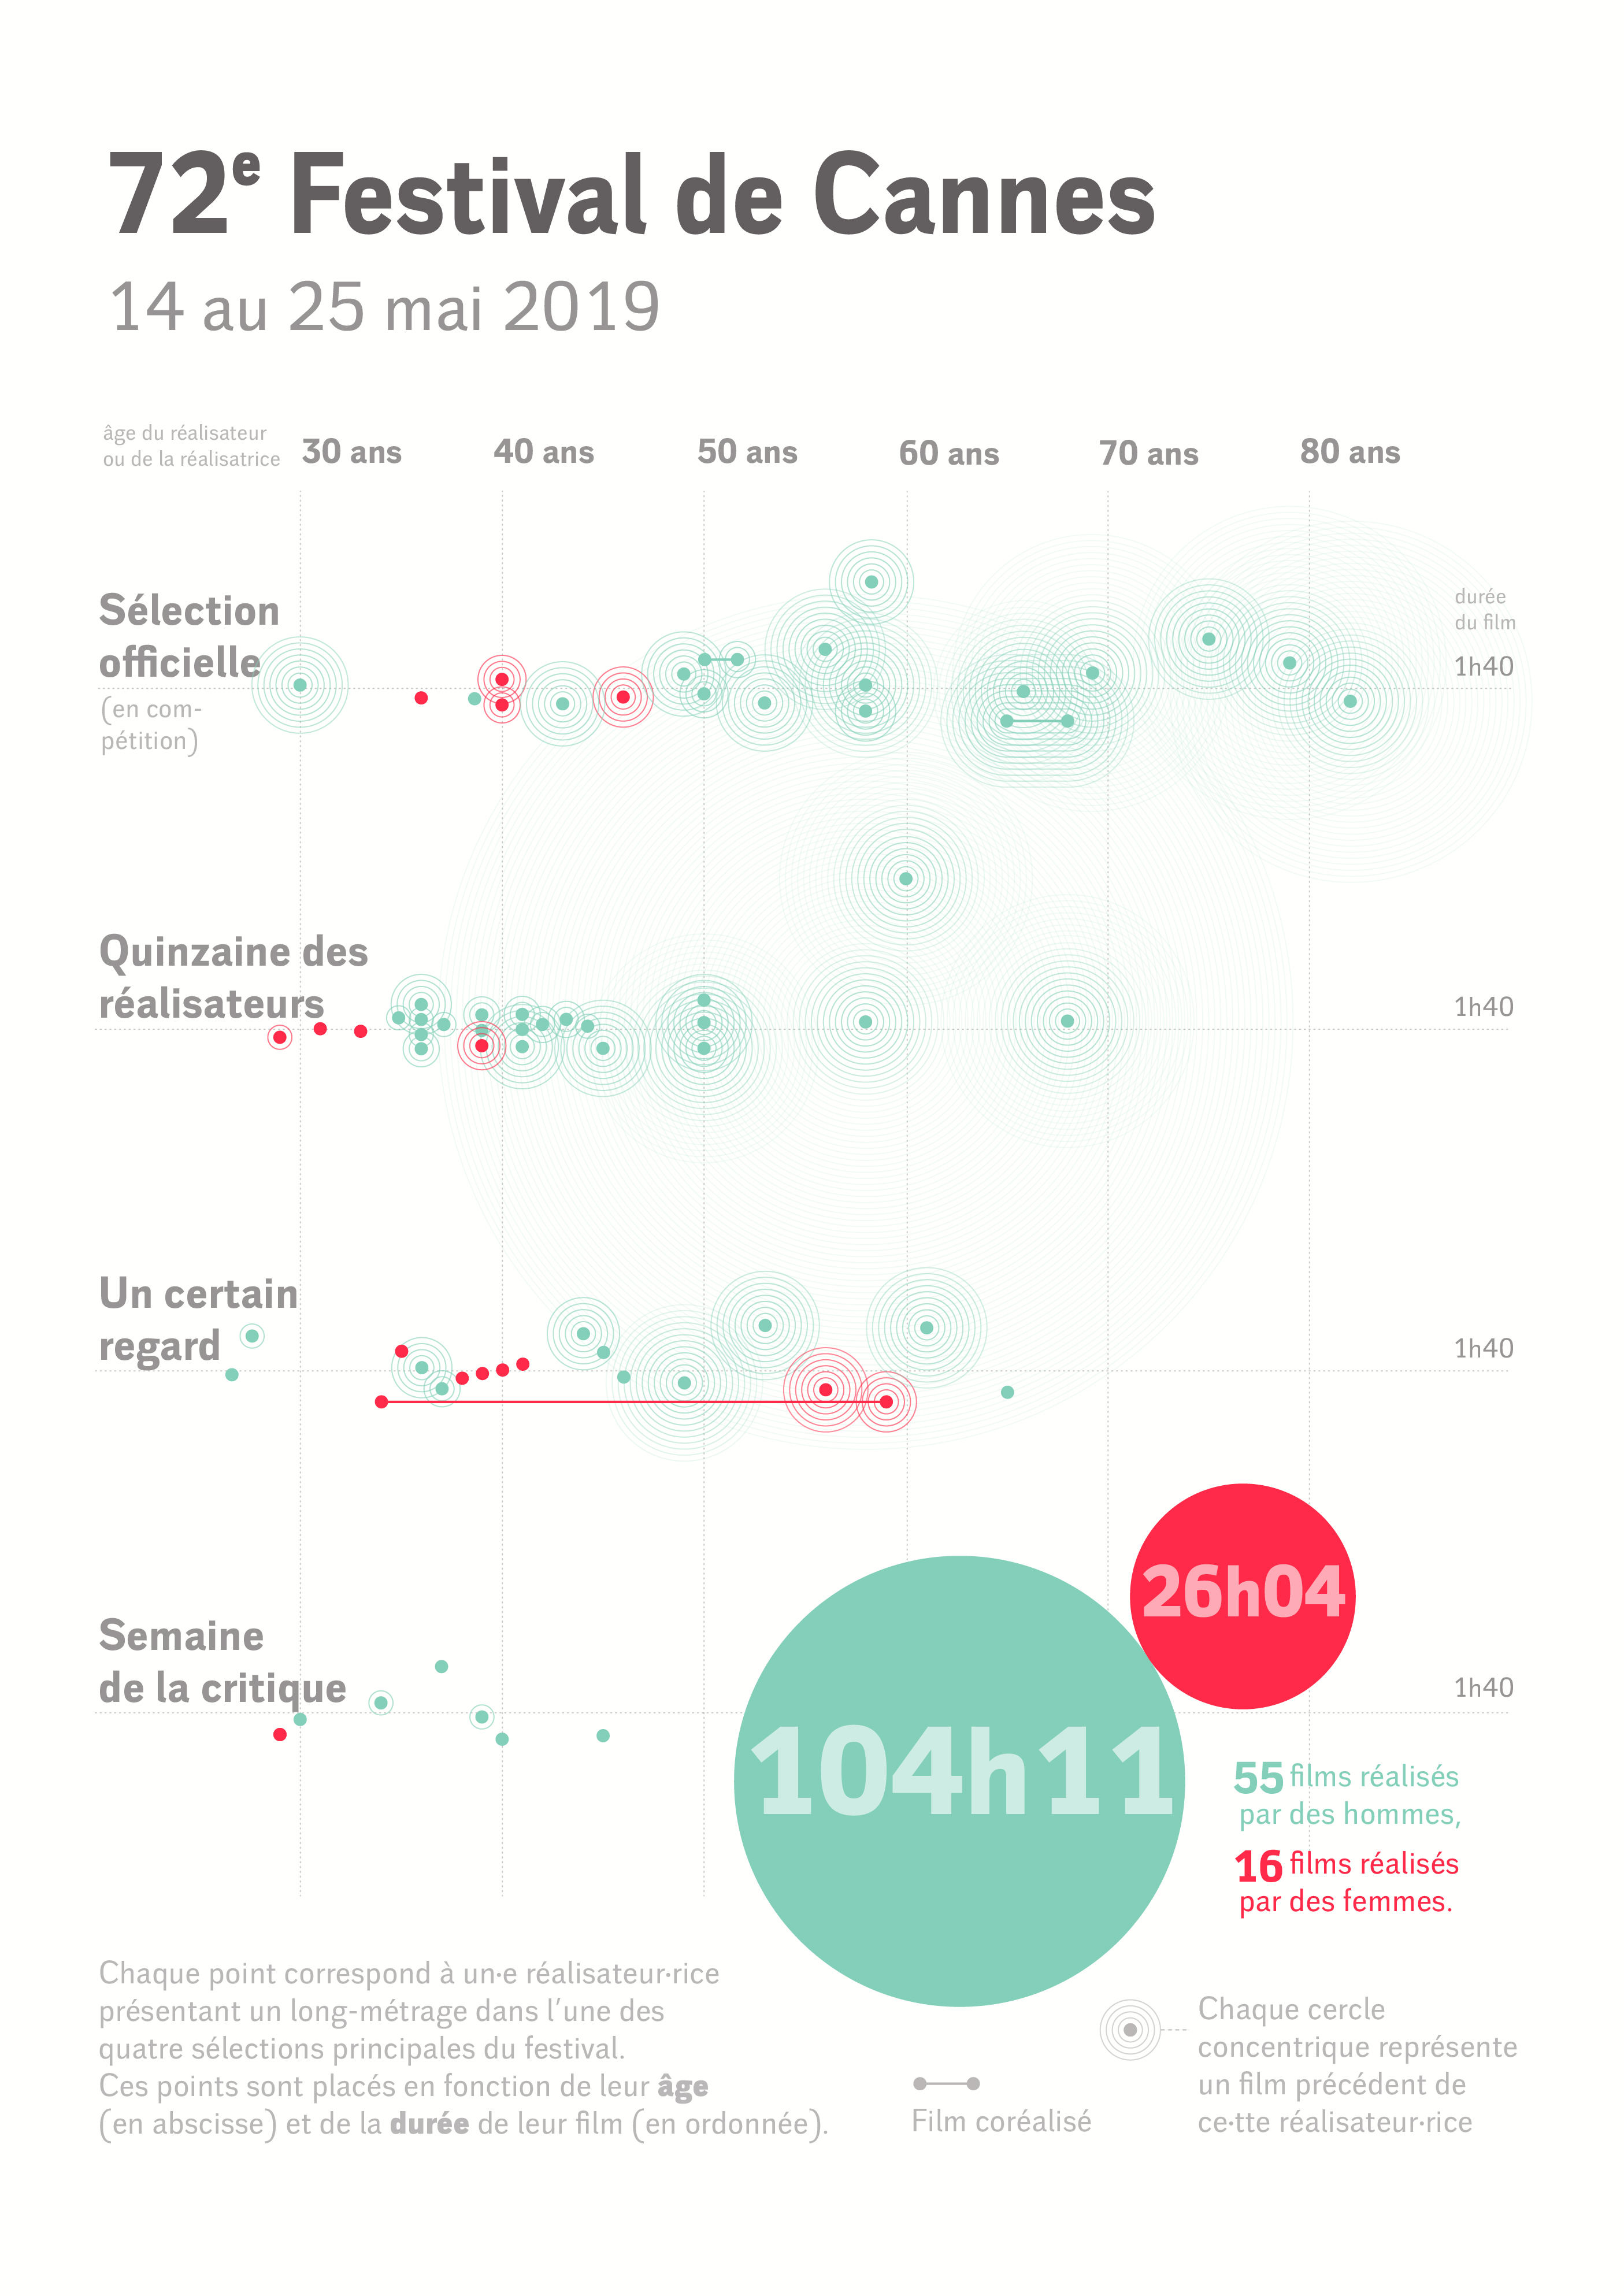 72e Festival de Cannes
14 au 25 mai 2019
âge du réalisateur
ou de la réalisatrice
30 ans
40 ans
50 ans
60 ans
70 ans
80 ans
Sélection
officielle
(en com-
pétition)
durée
du film
1h40
Quinzaine des
réalisateurs
1h40
Un certain
regard
1h40
Semaine
de la critique
1h40
26h04
104h11
55 films réalisés
par des hommes,
16 films réalisés
par des femmes.
Chaque point correspond à un·e réalisateur·rice
présentant un long-métrage dans l’une des
quatre sélections principales du festival.
Ces points sont placés en fonction de leur âge
(en abscisse) et de la durée de leur film (en ordonnée).
Film coréalisé
Chaque cercle
concentrique représente
un film précédent de
ce·tte réalisateur·rice